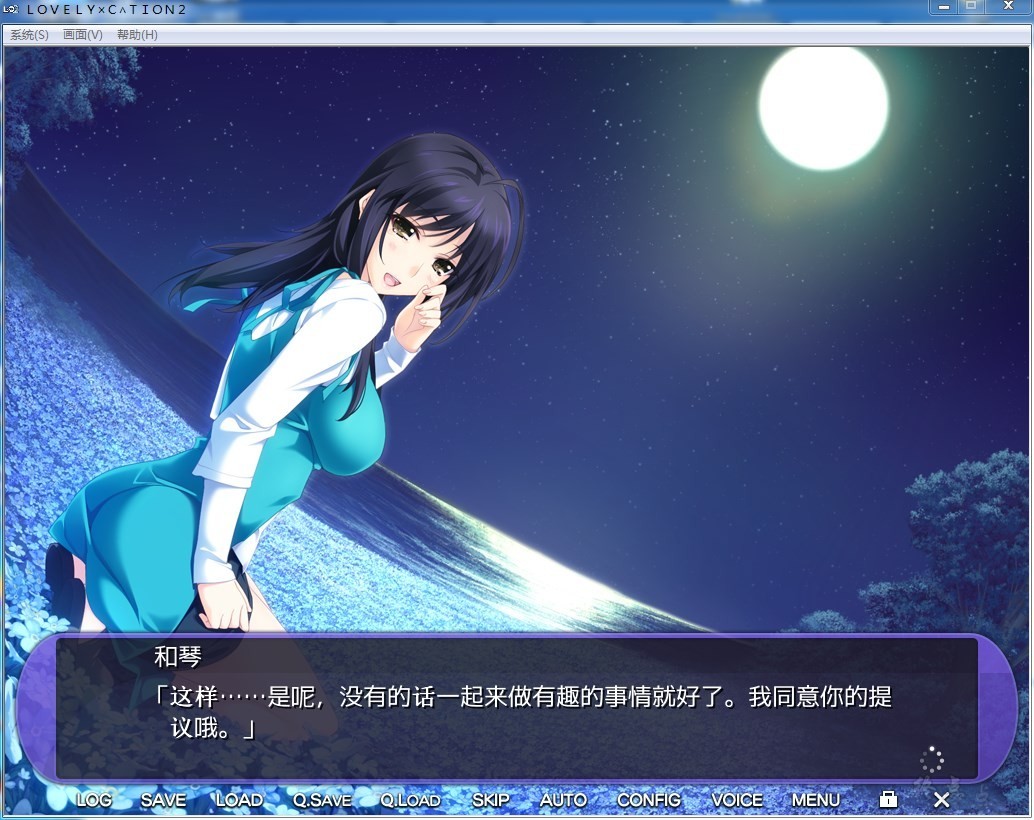 LOVELY×CATION2
系统(S) 画面(V) 帮助(H)
和琴
「这样……是呢，没有的话一起来做有趣的事情就好了。我同意你的提
议哦。」
LOG SAVE LOAD Q.SAVE Q.LOAD SKIP AUTO CONFIG VOICE MENU